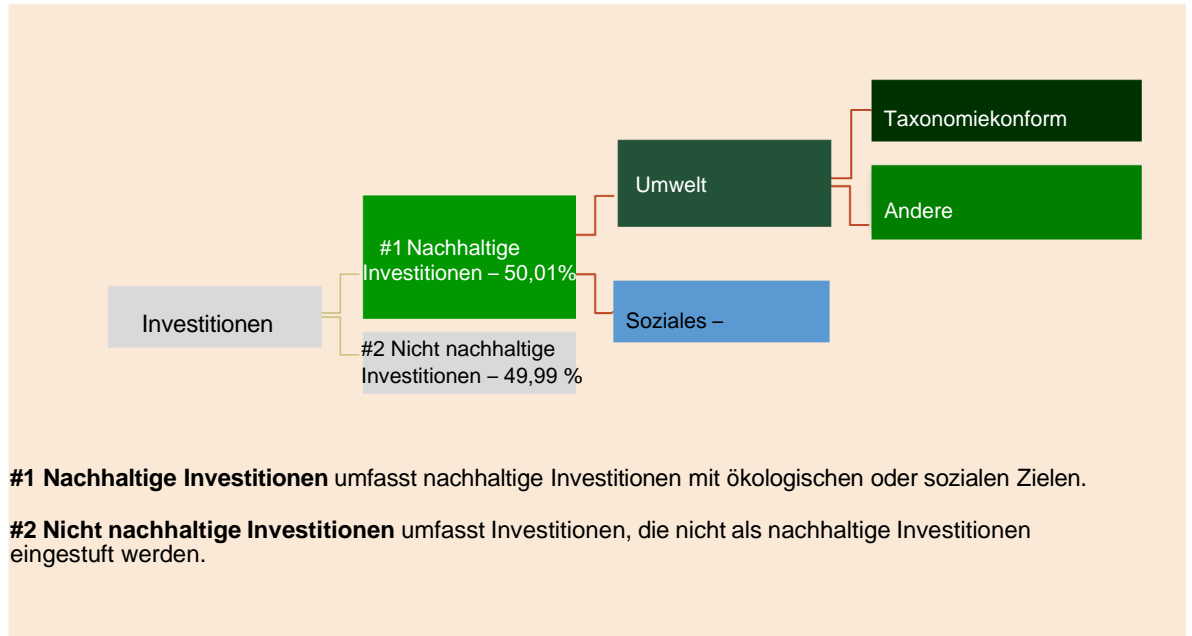 Investitionen
#1 Nachhaltige
Investitionen – 50,01%
#2 Nicht nachhaltige
Investitionen – 49,99 %
Umwelt
Soziales –
Taxonomiekonform
Andere
#1 Nachhaltige Investitionen umfasst nachhaltige Investitionen mit ökologischen oder sozialen Zielen.
#2 Nicht nachhaltige Investitionen umfasst Investitionen, die nicht als nachhaltige Investitionen
eingestuft werden.